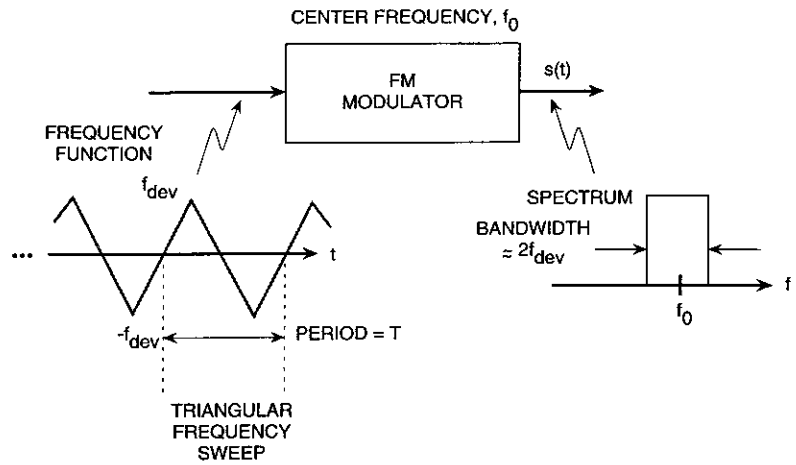 CENTER FREQUENCY, f0
FM
MODULATOR
s(t)
FREQUENCY
FUNCTION
fdev
SPECTRUM
BANDWIDTH
≈ 2fdev
...
t
f
f0
-fdev
PERIOD = T
TRIANGULAR
FREQUENCY
SWEEP